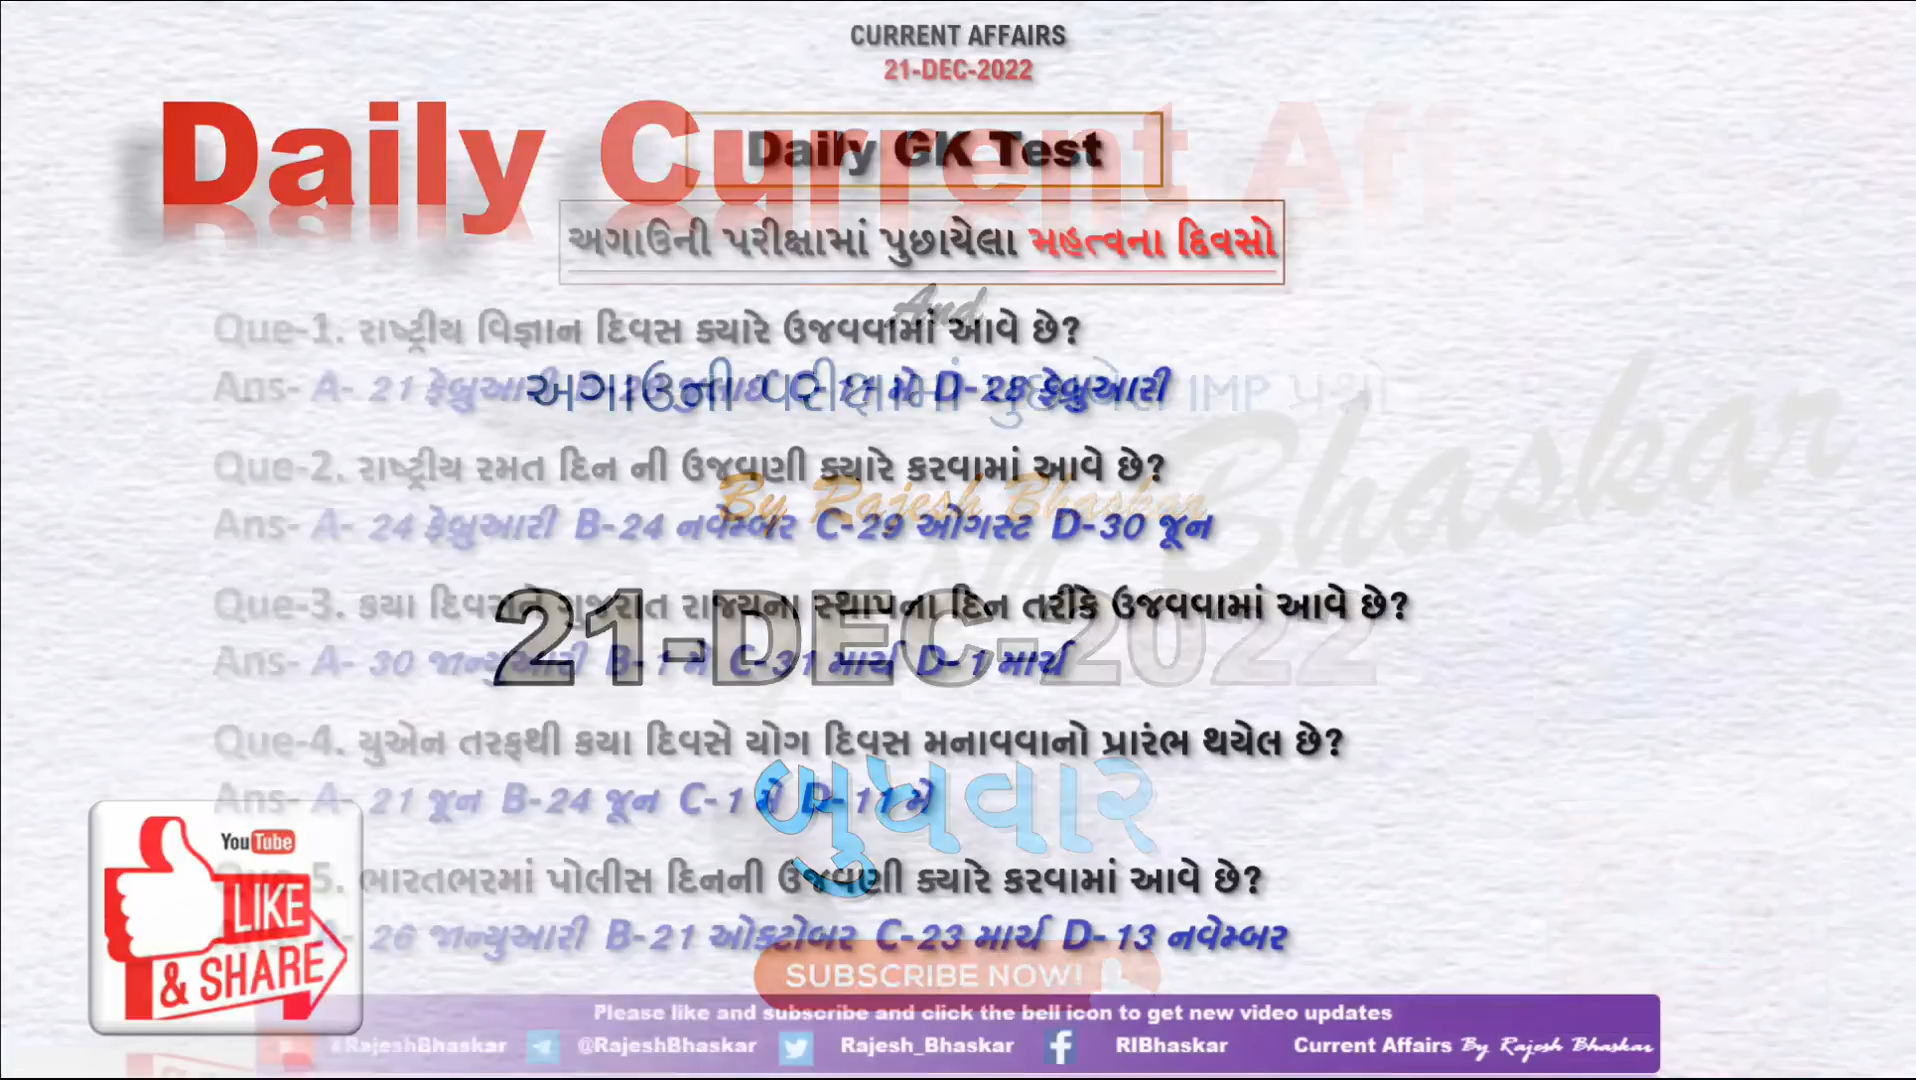 CURRENT AFFAIRS
21-DEC-2022
Daily Current Aff
Daily GK Test
અગાઉની પરીક્ષામાં પુછાયેલા મહત્વના દિવસો
And
Que-1. રાષ્ટ્રીય વિજ્ઞાન દિવસ ક્યારે ઉજવવામાં આવે છે?
Ans- A- 21 ફેબ્રુઆરી C-11 મે D-28 ફેબ્રુઆરી
અગાઉની પરીક્ષામાં IMP પ્રશ્નો
Que-2. રાષ્ટ્રીય રમત દિન ની ઉજવણી ક્યારે કરવામાં આવે છે?
By Rajesh Bhaskar
Ans- A- 24 ફેબ્રુઆરી B-24 નવેમ્બર C-29 ઓગસ્ટ D-30 જૂન
Bhaskar
Que-3. કયા દિવસને ગુજરાત રાજ્યના સ્થાપના દિન તરીકે ઉજવવામાં આવે છે?
21-DEC-2022
Ans- A- 30 જાન્યુઆરી B-1 મે C-31 માર્ચ D-1 માર્ચ
Que-4. યુએન તરફથી કયા દિવસે યોગ દિવસ મનાવવાનો પ્રારંભ થયેલ છે?
Ans- A- 21 જૂન B-24 જૂન C-1 મે D-11 મે
બુધવાર
Que-5. ભારતભરમાં પોલીસ દિનની ઉજવણી ક્યારે કરવામાં આવે છે?
A- 26 જાન્યુઆરી B-21 ઓક્ટોબર C-23 માર્ચ D-13 નવેમ્બર
YouTube
LIKE
& SHARE
SUBSCRIBE NOW!
Please like and subscribe and click the bell icon to get new video updates
#RajeshBhaskar @RajeshBhaskar Rajesh_Bhaskar RIBhaskar Current Affairs By Rajesh Bhaskar